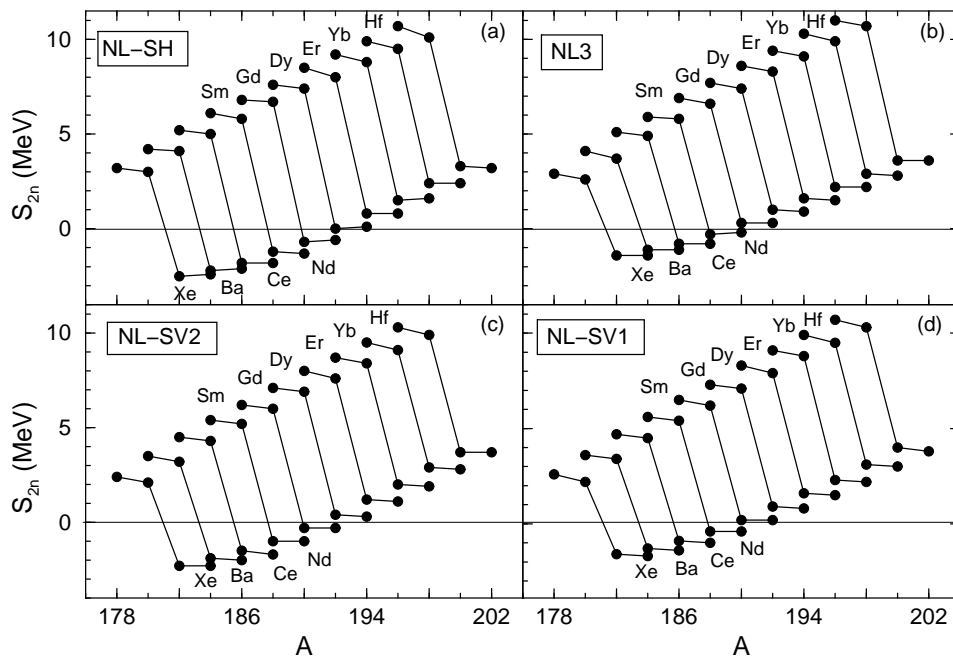 NL–SH
(a)
Hf
Yb
Er
Dy
Gd
Sm
Xe
Ba
Ce
Nd
10
5
0
S2n (MeV)
NL3
(b)
Hf
Yb
Er
Dy
Gd
Sm
Xe
Ba
Ce
Nd
NL–SV2
(c)
Hf
Yb
Er
Dy
Gd
Sm
Xe
Ba
Ce
Nd
10
5
0
S2n (MeV)
178 186 194 202
A
NL–SV1
(d)
Hf
Yb
Er
Dy
Gd
Sm
Xe
Ba
Ce
Nd
178 186 194 202
A